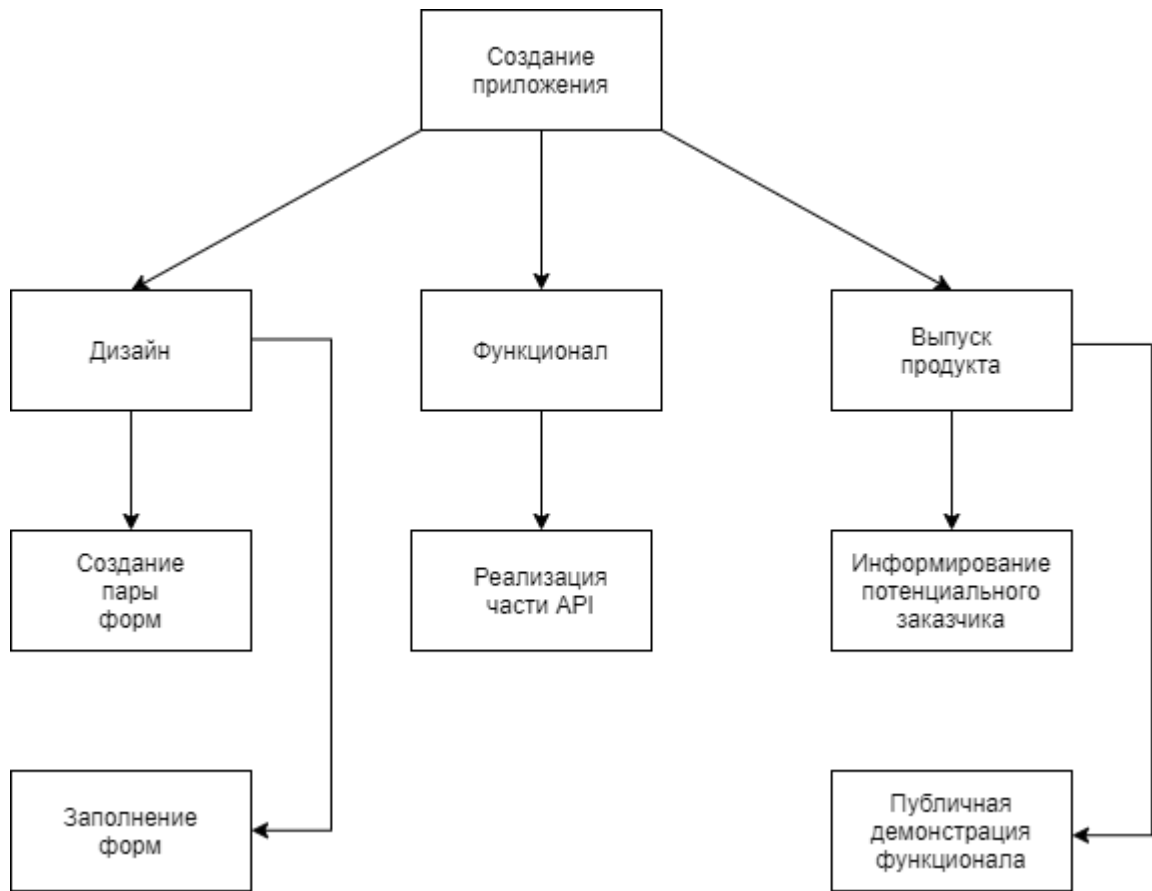 Создание
приложения
Дизайн
Функционал
Выпуск
продукта
Создание
пары
форм
Реализация
части API
Информирование
потенциального
заказчика
Заполнение
форм
Публичная
демонстрация
функционала